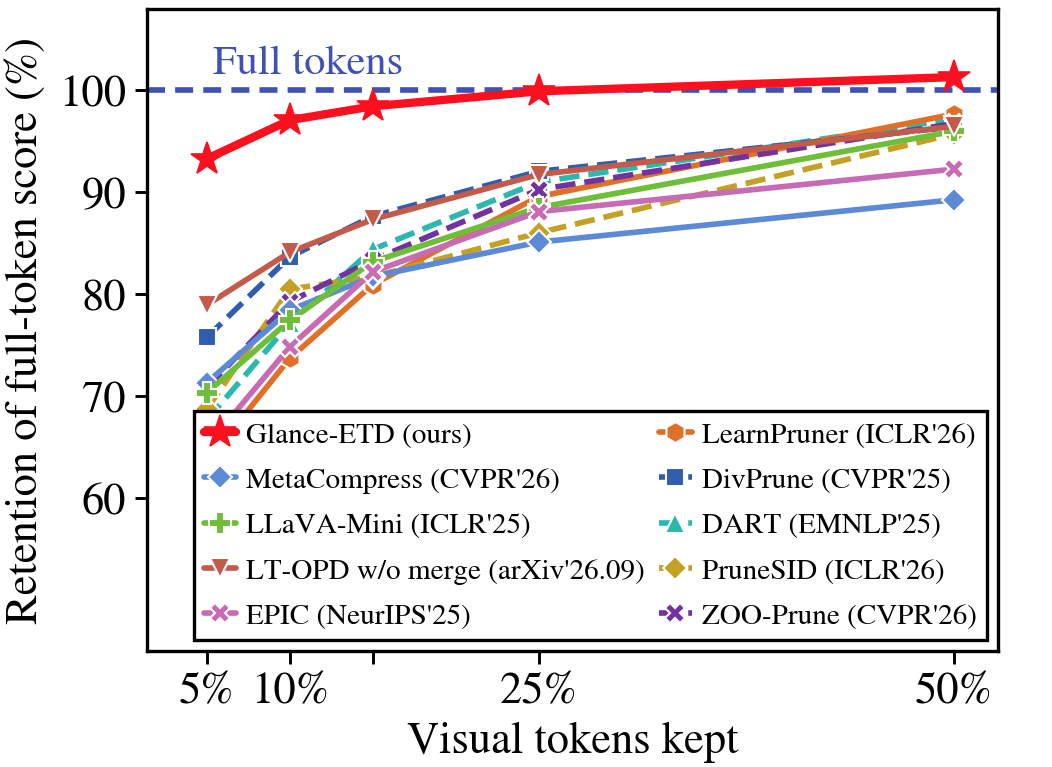 Retention of full-token score (%)
100
90
80
70
60
Full tokens
Glance-ETD (ours)
MetaCompress (CVPR'26)
LLaVA-Mini (ICLR'25)
LT-OPD w/o merge (arXiv'26.09)
EPIC (NeurIPS'25)
LearnPruner (ICLR'26)
DivPrune (CVPR'25)
DART (EMNLP'25)
PruneSID (ICLR'26)
ZOO-Prune (CVPR'26)
5% 10% 25% 50%
Visual tokens kept